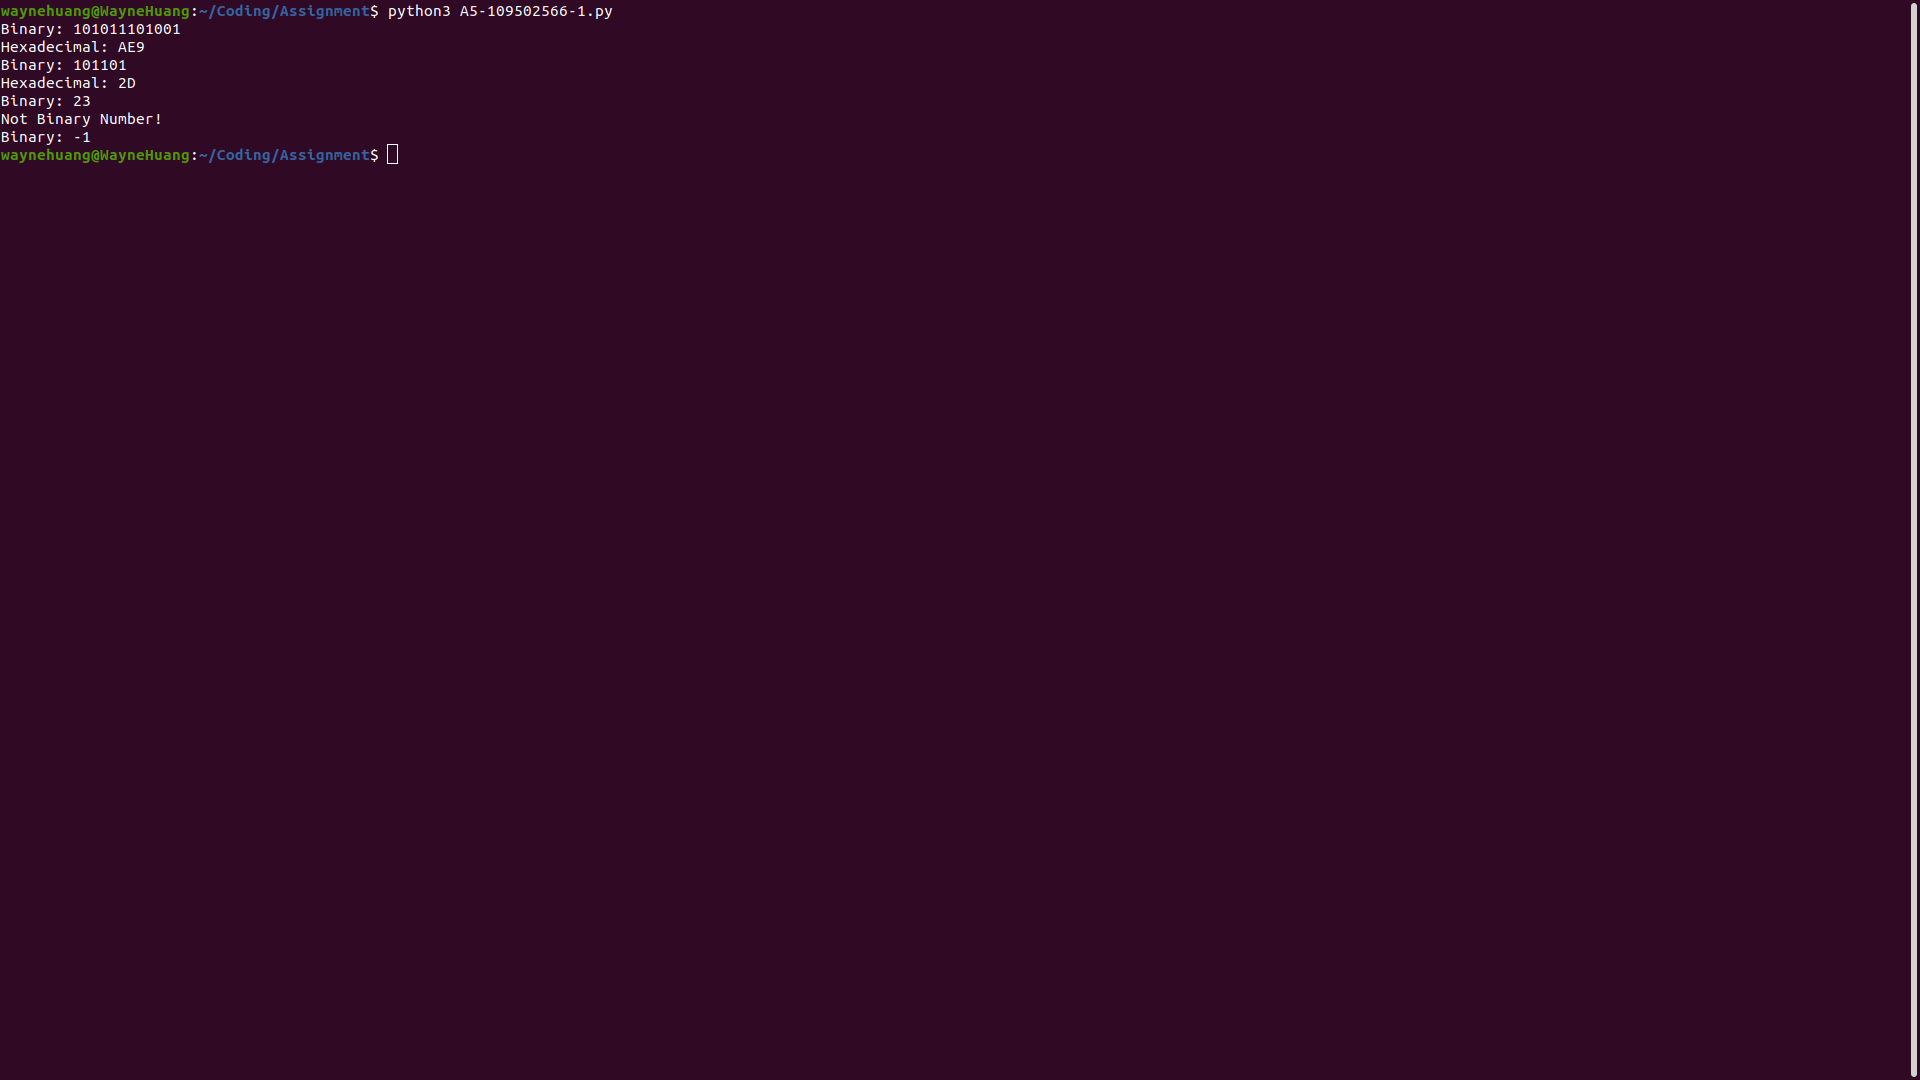 waynehuang@WayneHuang:~/Coding/Assignment$ python3 A5-109502566-1.py
Binary: 101011101001
Hexadecimal: AE9
Binary: 101101
Hexadecimal: 2D
Binary: 23
Not Binary Number!
Binary: -1
waynehuang@WayneHuang:~/Coding/Assignment$